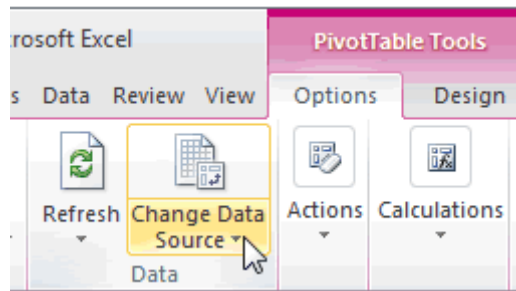 rosoft Excel
PivotTable Tools
s Data Review View Options Design
Refresh Change Data Source Actions Calculations
Data